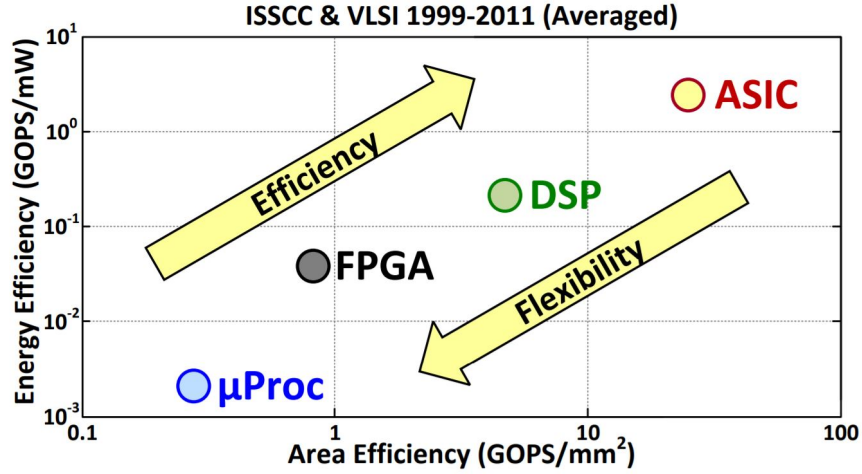 ISSCC & VLSI 1999-2011 (Averaged)
Energy Efficiency (GOPS/mW)
10¹
10⁰
10⁻¹
10⁻²
10⁻³
Efficiency
ASIC
DSP
FPGA
Flexibility
µProc
0.1
1
10
100
Area Efficiency (GOPS/mm²)